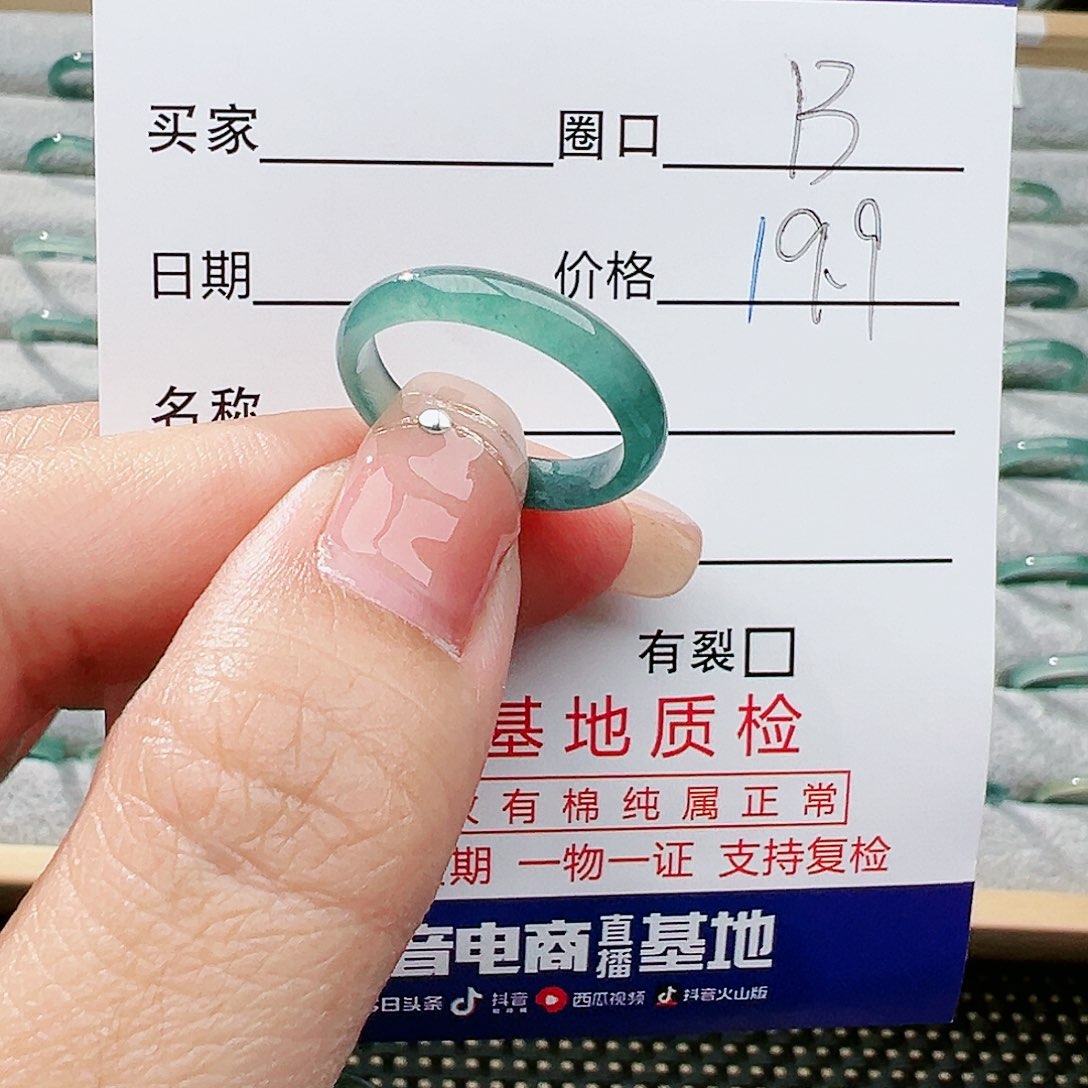 买家 圈口 13
日期 价格 19.9
名称
有裂□
基地质检
有棉纯属正常
期 一物一证 支持复检
音电商直播基地
日头条 抖音 西瓜视频 抖音火山版